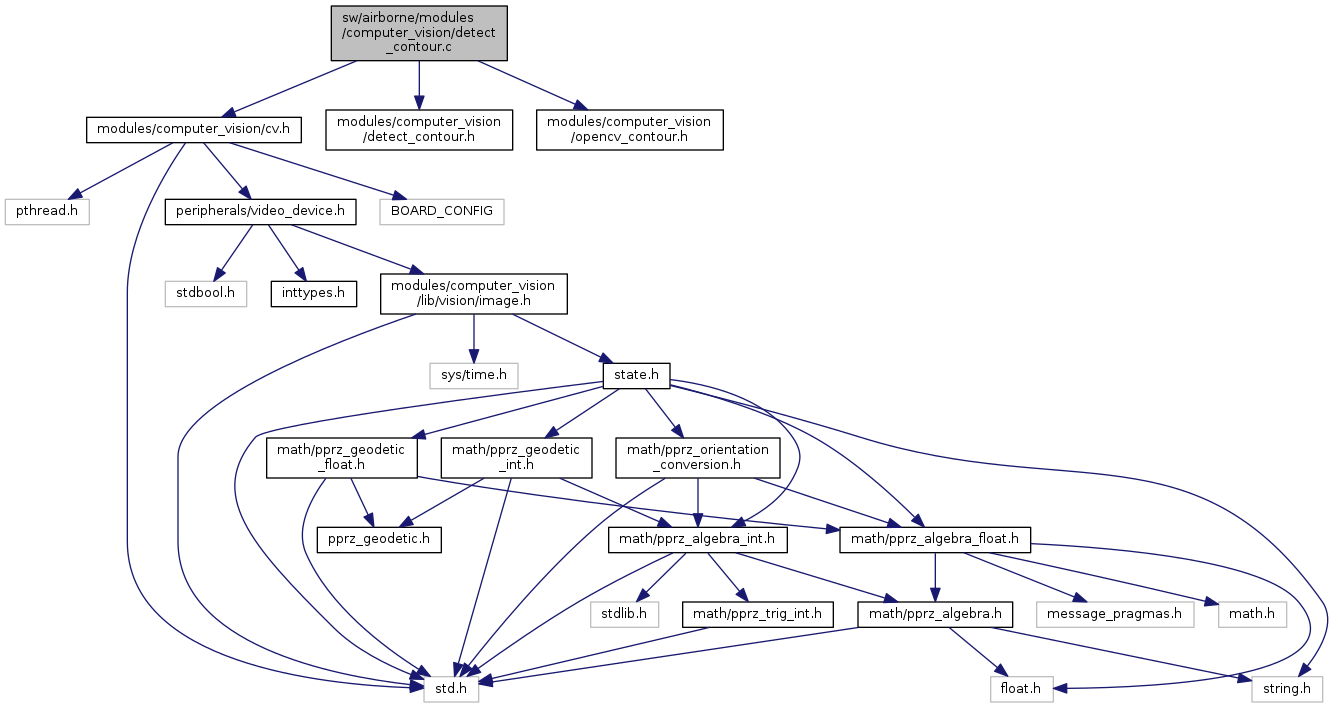 sw/airborne/modules
/computer_vision/detect
_contour.c
modules/computer_vision/cv.h
modules/computer_vision
/detect_contour.h
modules/computer_vision
/opencv_contour.h
pthread.h
peripherals/video_device.h
BOARD_CONFIG
stdbool.h
inttypes.h
modules/computer_vision
/lib/vision/image.h
sys/time.h
state.h
math/pprz_geodetic
_float.h
math/pprz_geodetic
_int.h
math/pprz_orientation
_conversion.h
pprz_geodetic.h
math/pprz_algebra_int.h
math/pprz_algebra_float.h
stdlib.h
math/pprz_trig_int.h
math/pprz_algebra.h
message_pragmas.h
math.h
std.h
float.h
string.h